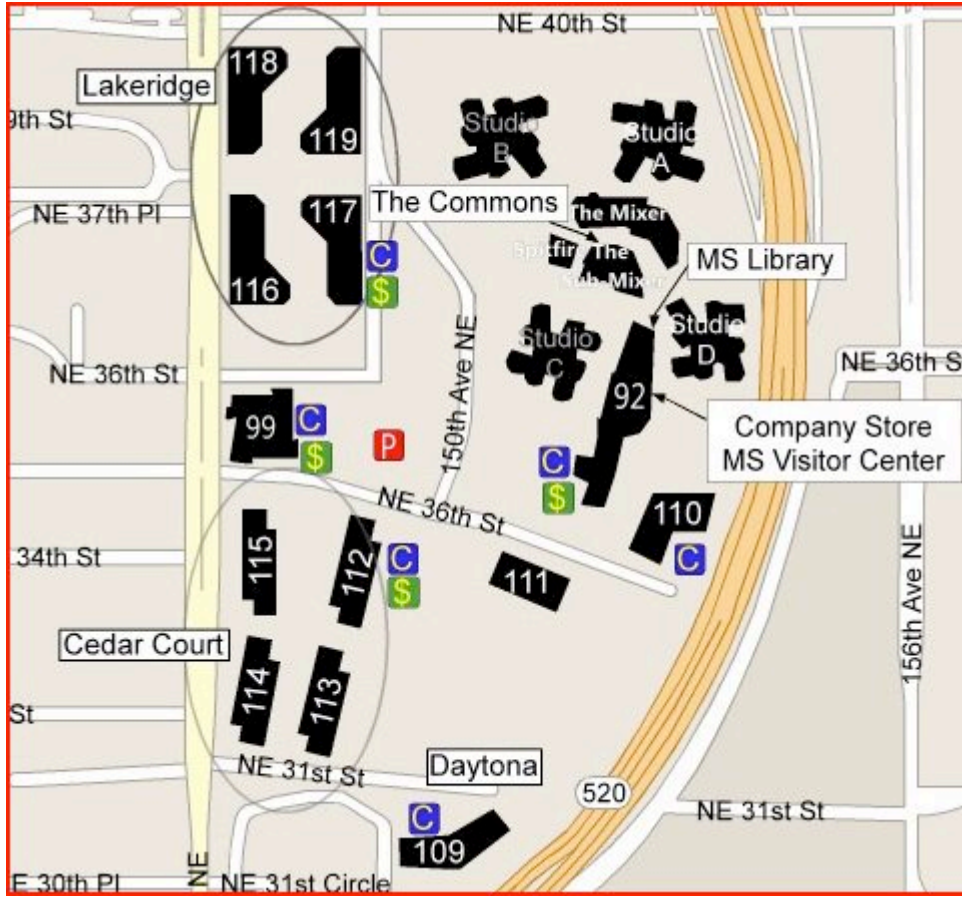 NE 40th St
118
Lakeridge
119
9th St
Studio
B
Studio
A
The Commons
The Mixer
117
NE 37th Pl
C
Spitfire
The
Sub-Mixer
MS Library
116
$
Studio
C
Studio
D
150th Ave NE
NE 36th St
NE 36th S
92
99
C
$
P
Company Store
MS Visitor Center
C
$
NE 36th St
110
C
115
112
C
$
111
34th St
156th Ave NE
Cedar Court
114
113
St
NE 31st St
Daytona
520
NE 31st St
C
109
E 30th Pl
NE
NE 31st Circle